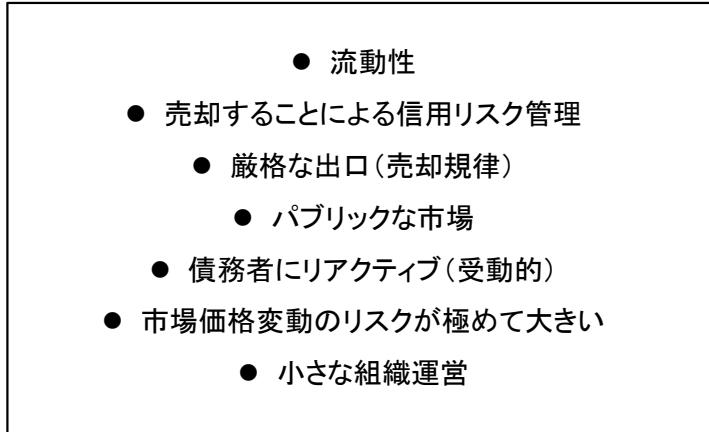 ● 流動性
● 売却することによる信用リスク管理
● 厳格な出口（売却規律）
● パブリックな市場
● 債務者にリアクティブ（受動的）
● 市場価格変動のリスクが極めて大きい
● 小さな組織運営